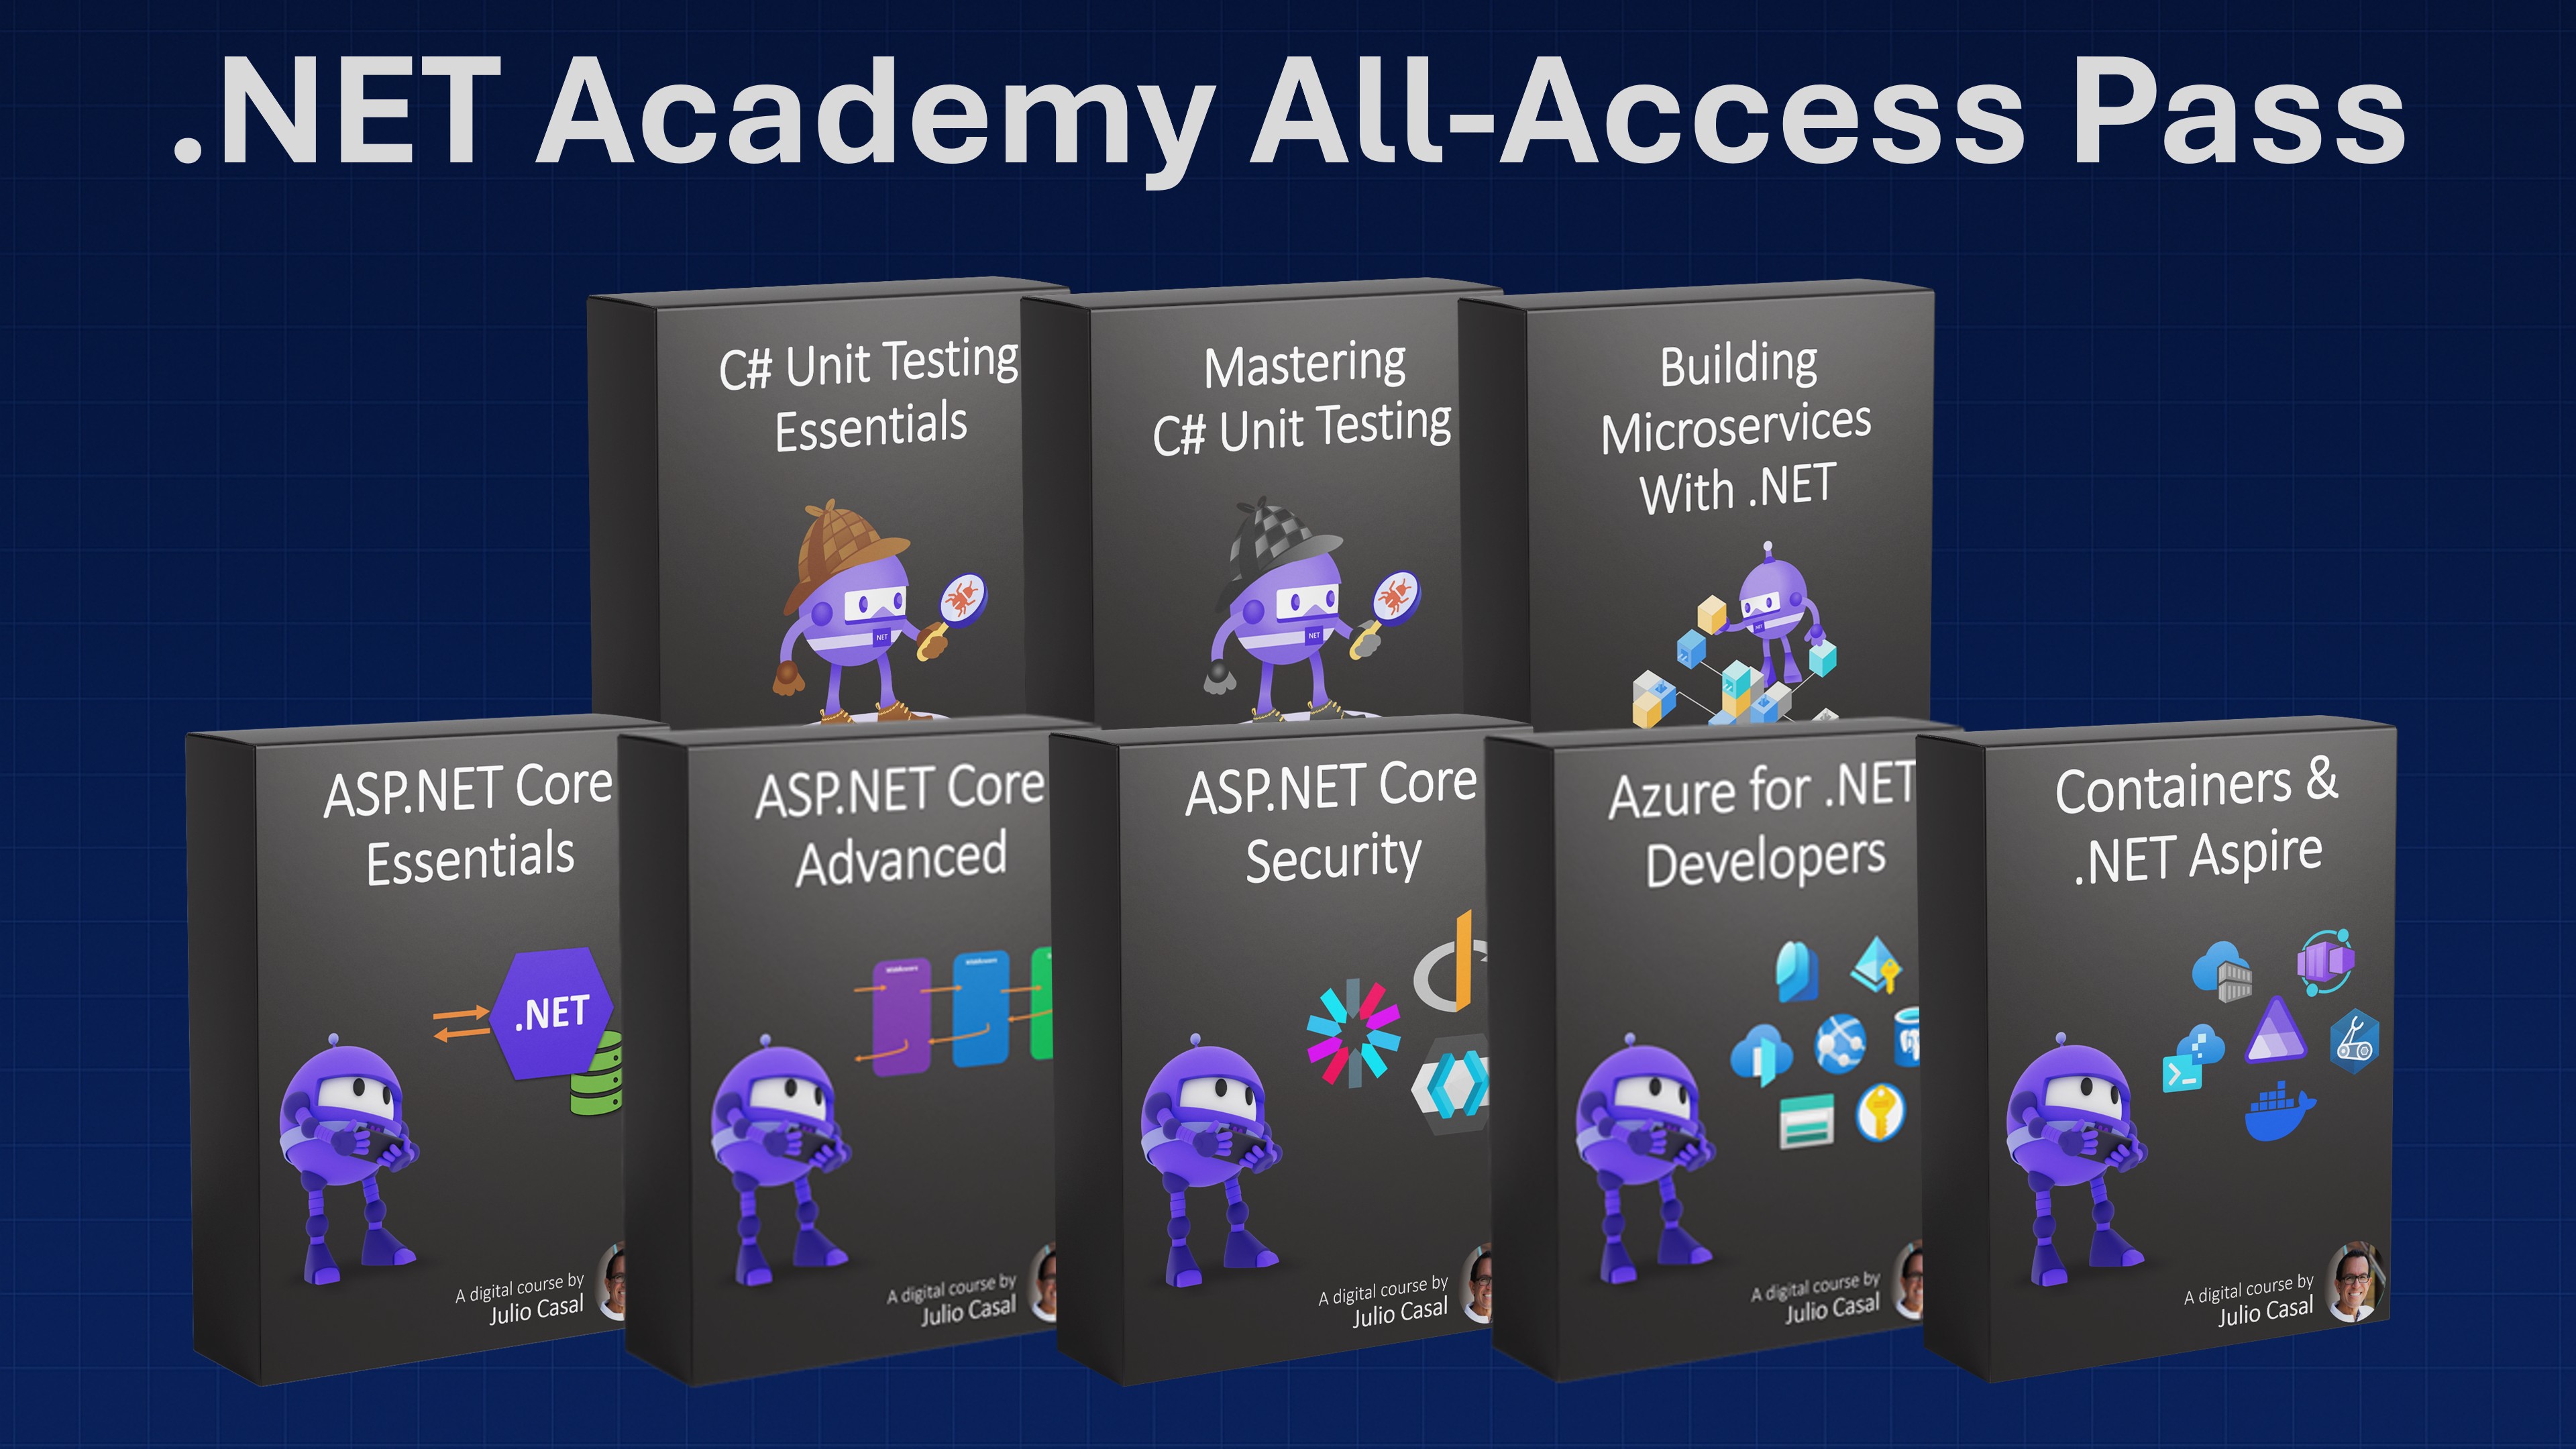 .NET Academy All-Access Pass
C# Unit Testing
Essentials
NET
Mastering
C# Unit Testing
NET
Building
Microservices
With .NET
ASP.NET Core
Essentials
.NET
A digital course by
Julio Casal
ASP.NET Core
Advanced
A digital course by
Julio Casal
ASP.NET Core
Security
A digital course by
Julio Casal
Azure for .NET
Developers
A digital course by
Julio Casal
Containers &
.NET Aspire
A digital course by
Julio Casal